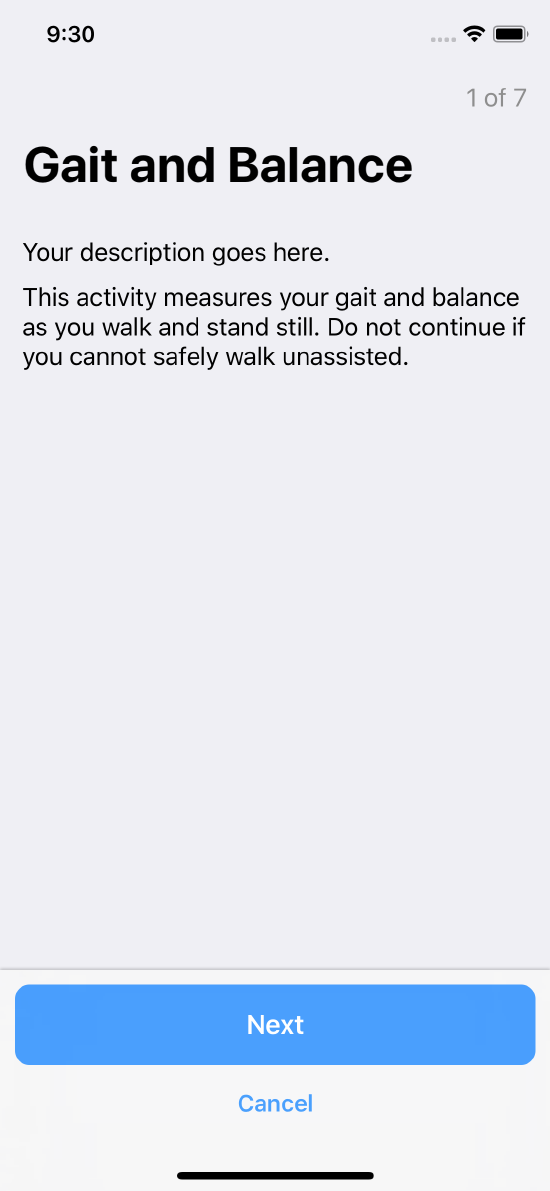 9:30
1 of 7
Gait and Balance
Your description goes here.
This activity measures your gait and balance
as you walk and stand still. Do not continue if
you cannot safely walk unassisted.
Next
Cancel